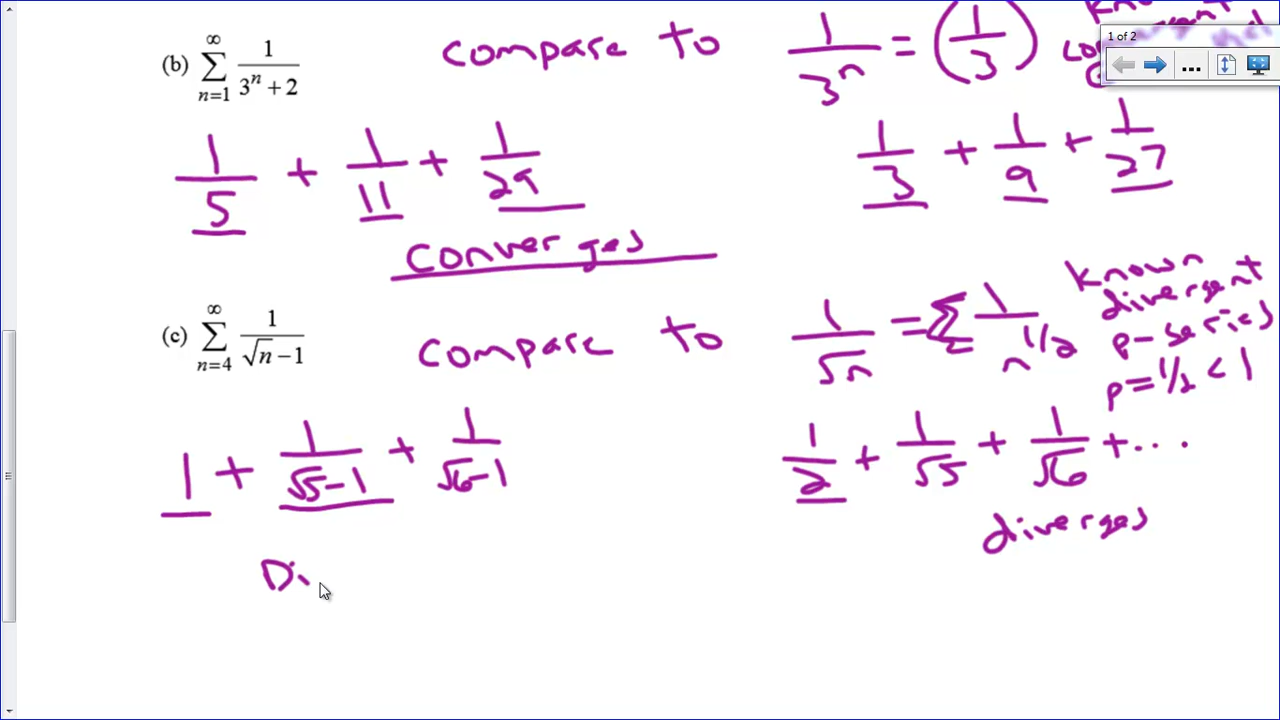 1 of 2
(b) ∞ Σ n=1 1/(3ⁿ + 2) compare to 1/3ⁿ = (1/3)
1/5 + 1/11 + 1/29 1/3 + 1/9 + 1/27
Converges
(c) ∞ Σ n=4 1/(√n − 1) compare to 1/√n = Σ 1/n^1/2 known divergent p-series p = 1/2 < 1
1 + 1/(√5−1) + 1/(√6−1) 1/2 + 1/√5 + 1/√6 + ...
diverges
Di